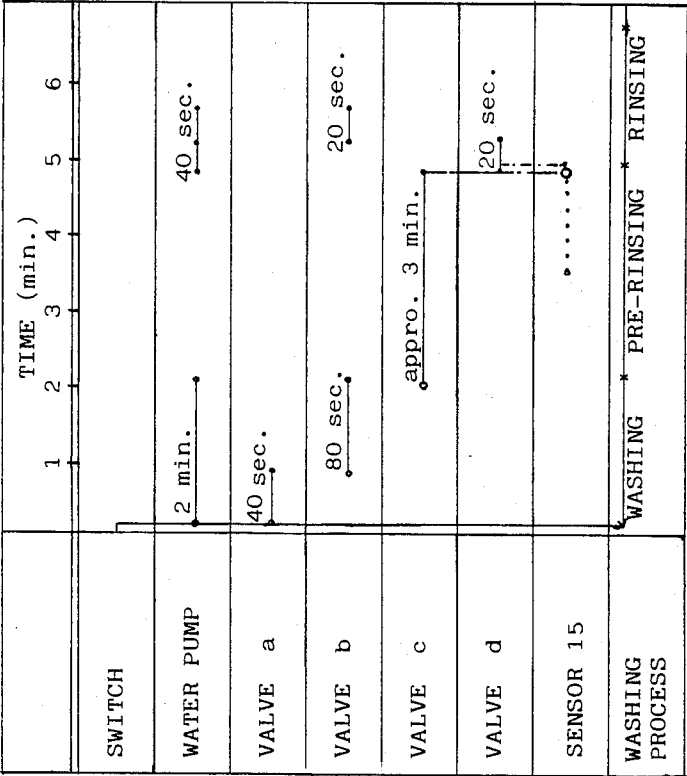 TIME (min.)
1 2 3 4 5 6
SWITCH
WATER PUMP
2 min.
40 sec.
VALVE a
40 sec.
VALVE b
80 sec.
20 sec.
VALVE c
appro. 3 min.
VALVE d
20 sec.
SENSOR 15
WASHING
PROCESS
WASHING
PRE-RINSING
RINSING